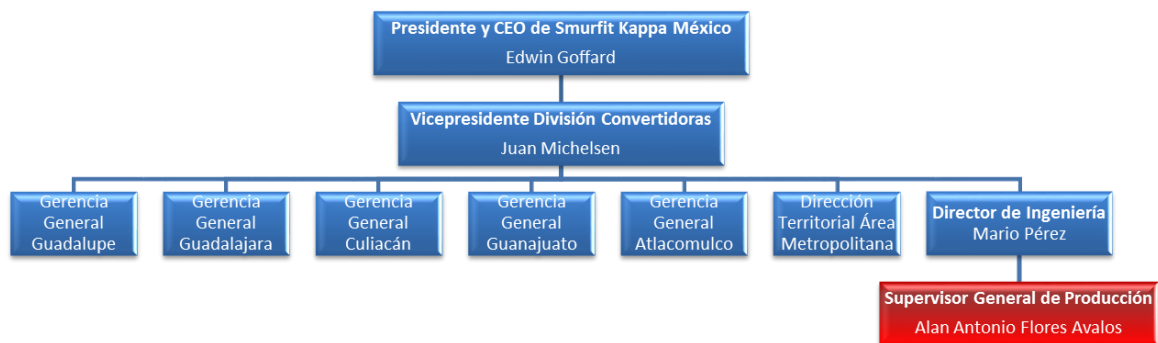 Presidente y CEO de Smurfit Kappa México
Edwin Goffard
Vicepresidente División Convertidoras
Juan Michelsen
Gerencia
General
Guadalupe
Gerencia
General
Guadalajara
Gerencia
General
Culiacán
Gerencia
General
Guanajuato
Gerencia
General
Atlacomulco
Dirección
Territorial Área
Metropolitana
Director de Ingeniería
Mario Pérez
Supervisor General de Producción
Alan Antonio Flores Avalos